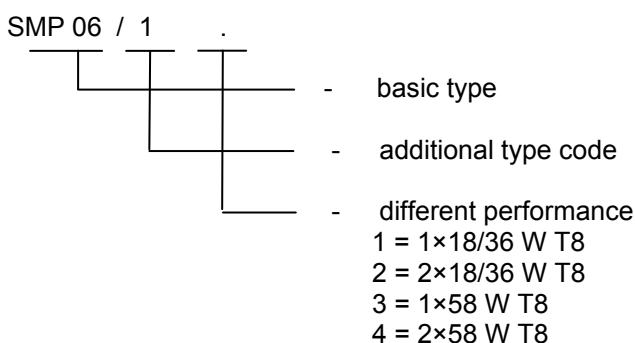 SMP 06 / 1 .
- basic type
- additional type code
- different performance
1 = 1×18/36 W T8
2 = 2×18/36 W T8
3 = 1×58 W T8
4 = 2×58 W T8